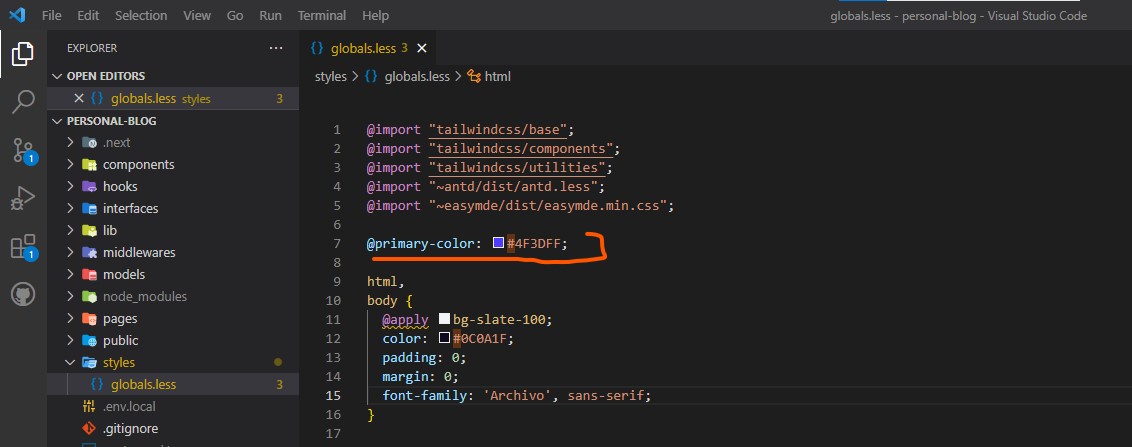 File Edit Selection View Go Run Terminal Help globals.less - personal-blog - Visual Studio Code
EXPLORER ...
OPEN EDITORS
globals.less styles 3
PERSONAL-BLOG
.next
components
hooks
interfaces
lib
middlewares
models
node_modules
pages
public
styles
globals.less 3
.env.local
.gitignore
1
1
globals.less 3
styles > globals.less > html
1 @import "tailwindcss/base";
2 @import "tailwindcss/components";
3 @import "tailwindcss/utilities";
4 @import "~antd/dist/antd.less";
5 @import "~easymde/dist/easymde.min.css";
6
7 @primary-color: #4F3DFF;
8
9 html,
10 body {
11 @apply bg-slate-100;
12 color: #0C0A1F;
13 padding: 0;
14 margin: 0;
15 font-family: 'Archivo', sans-serif;
16 }
17